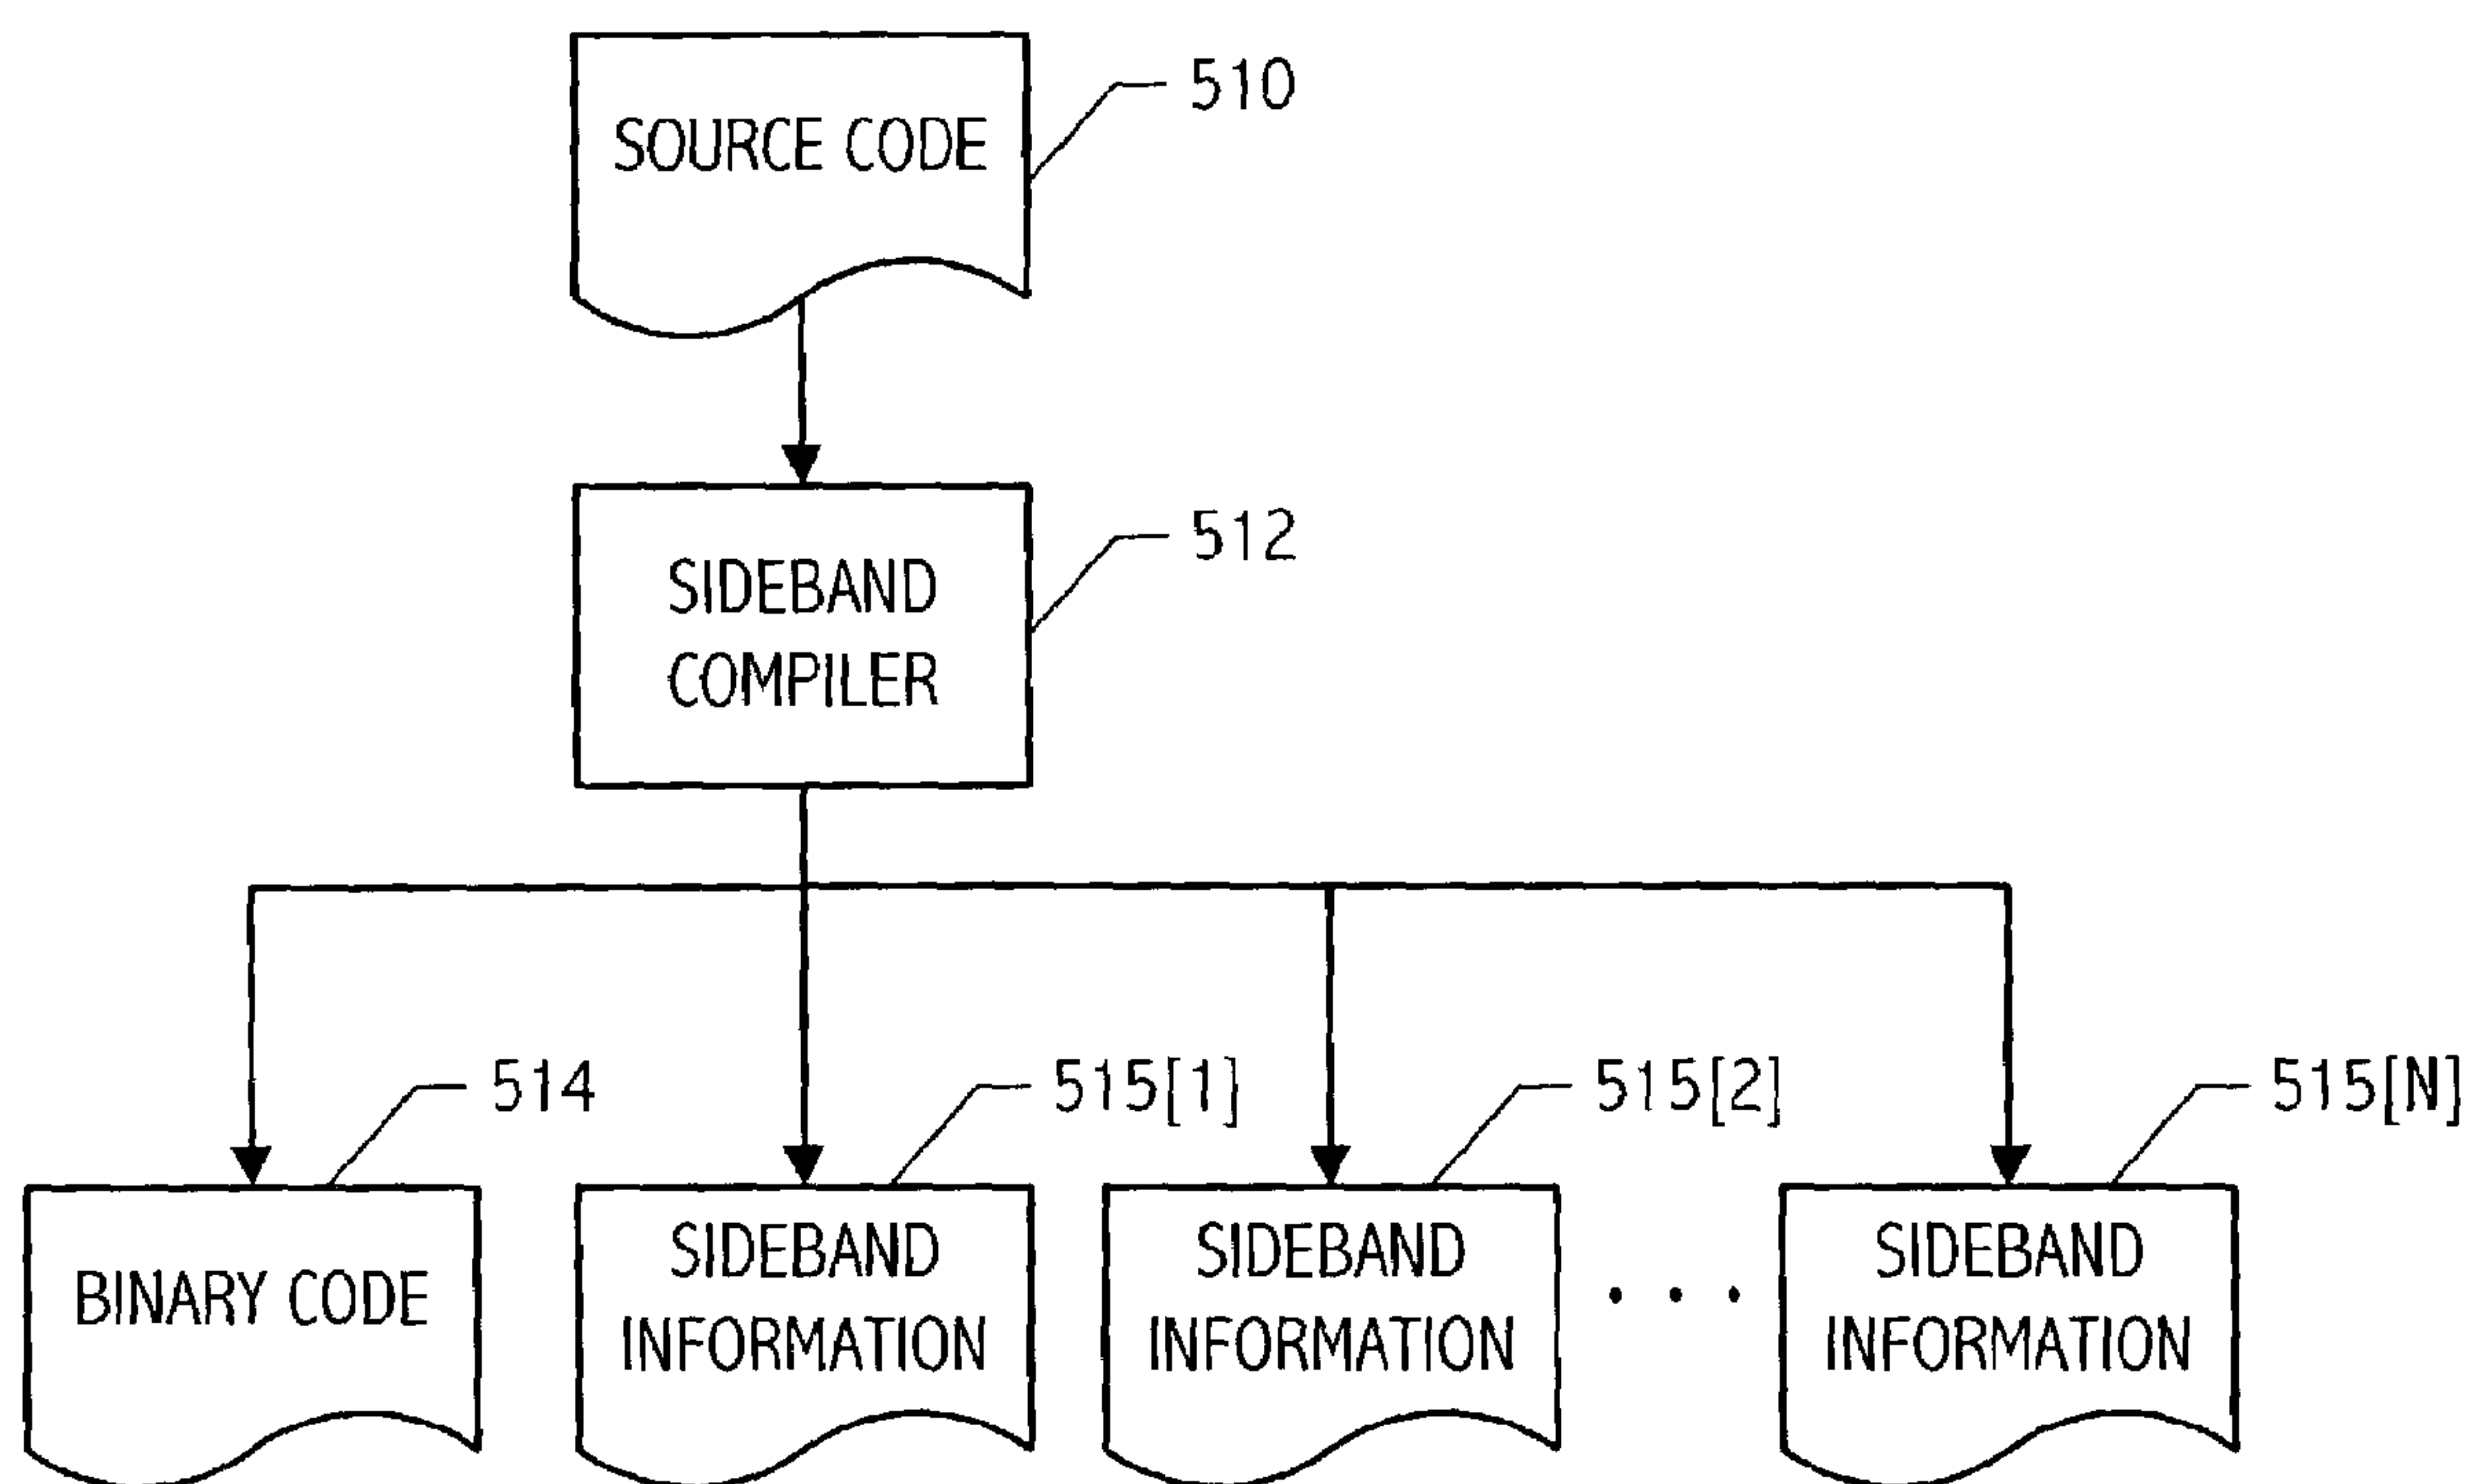 SOURCE CODE
510
SIDEBAND
COMPILER
512
514
515[1]
515[2]
515[N]
BINARY CODE
SIDEBAND
INFORMATION
SIDEBAND
INFORMATION
. . .
SIDEBAND
INFORMATION